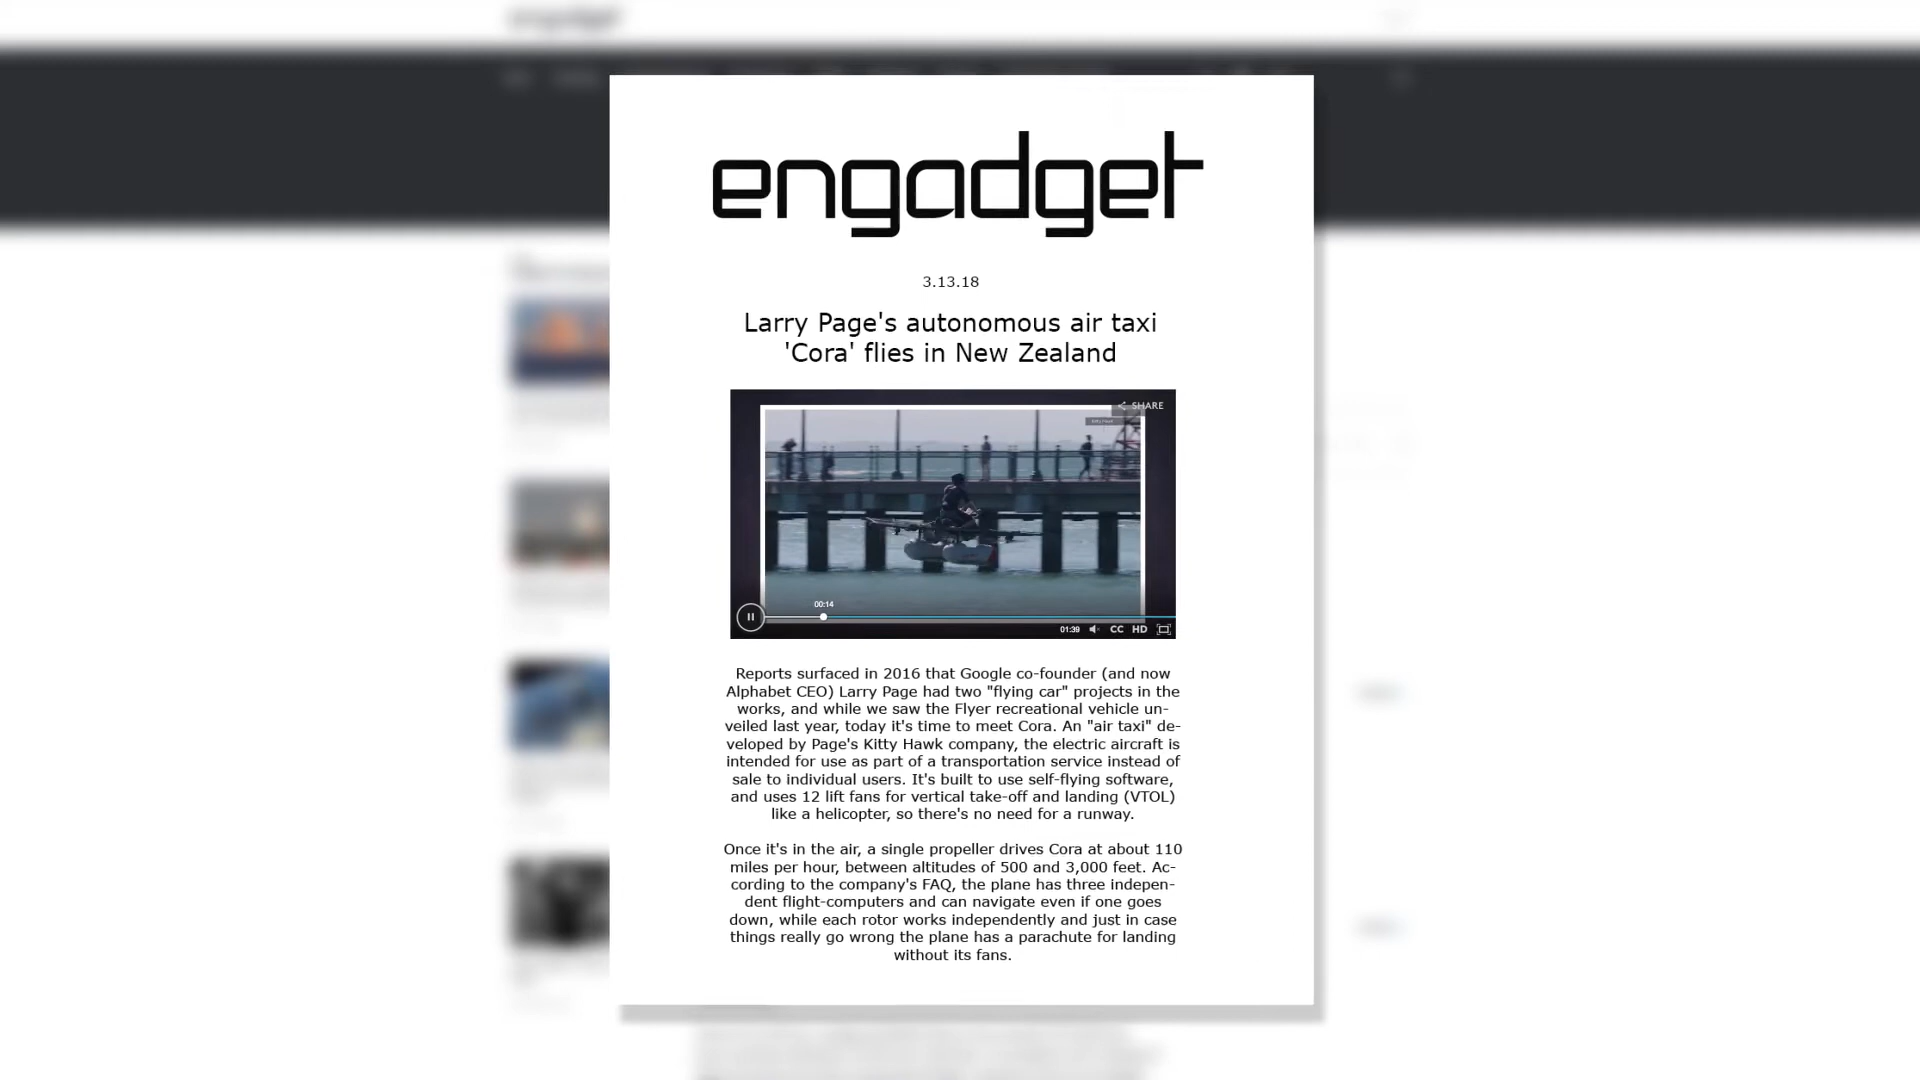 engadget
3.13.18
Larry Page's autonomous air taxi
'Cora' flies in New Zealand
SHARE
00:14
01:39 CC HD
Reports surfaced in 2016 that Google co-founder (and now
Alphabet CEO) Larry Page had two "flying car" projects in the
works, and while we saw the Flyer recreational vehicle un-
veiled last year, today it's time to meet Cora. An "air taxi" de-
veloped by Page's Kitty Hawk company, the electric aircraft is
intended for use as part of a transportation service instead of
sale to individual users. It's built to use self-flying software,
and uses 12 lift fans for vertical take-off and landing (VTOL)
like a helicopter, so there's no need for a runway.
Once it's in the air, a single propeller drives Cora at about 110
miles per hour, between altitudes of 500 and 3,000 feet. Ac-
cording to the company's FAQ, the plane has three indepen-
dent flight-computers and can navigate even if one goes
down, while each rotor works independently and just in case
things really go wrong the plane has a parachute for landing
without its fans.